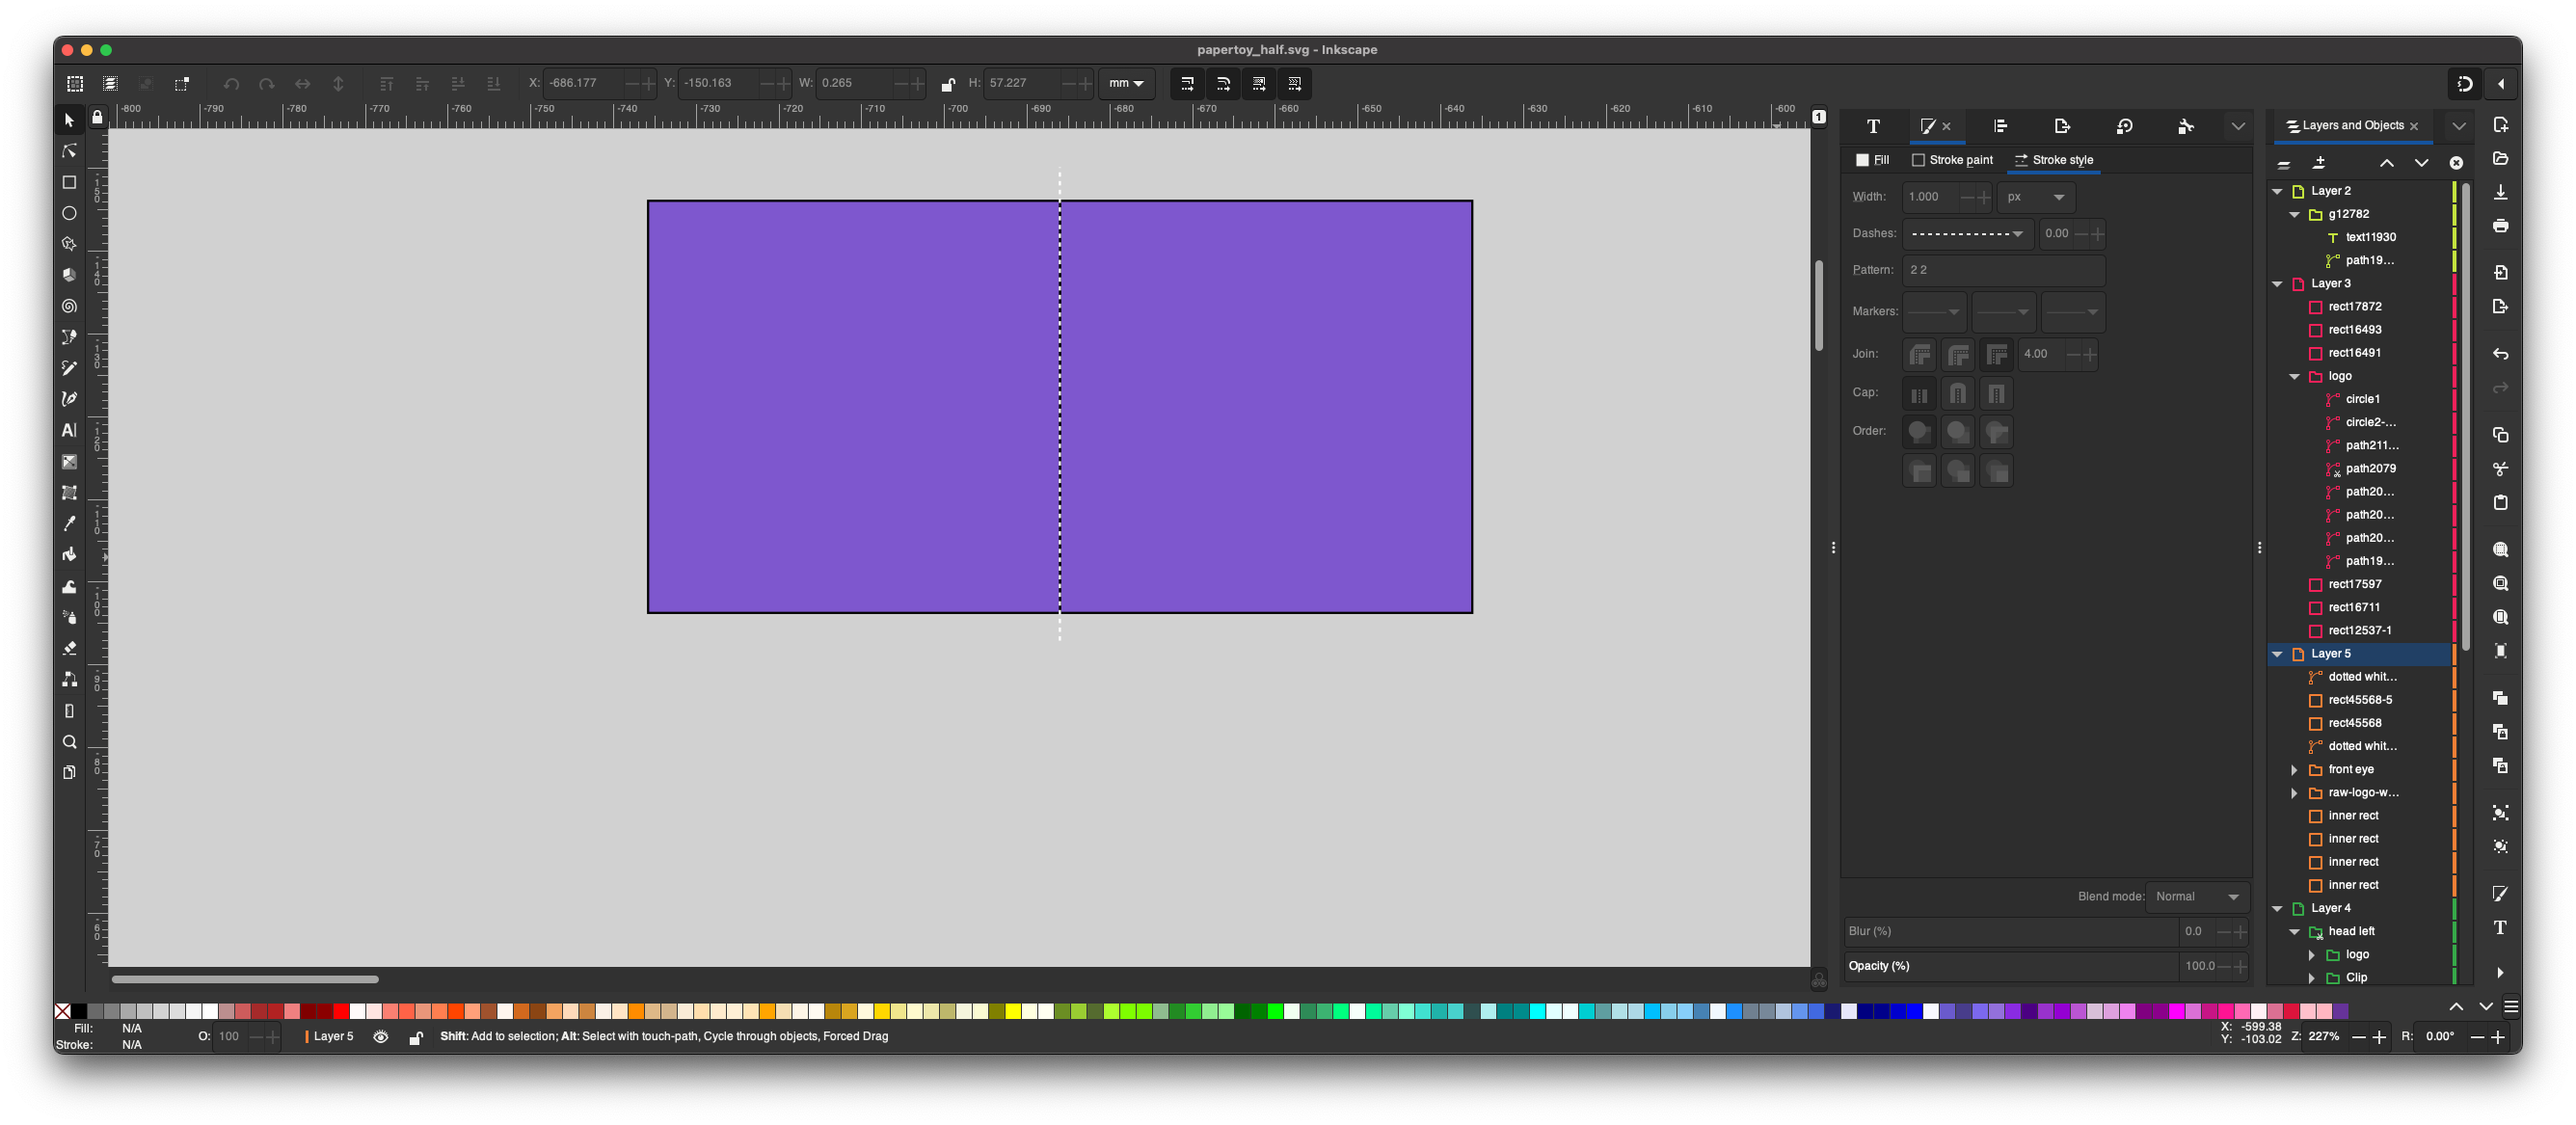 papertoy_half.svg - Inkscape
X: -686.177 Y: -150.163 W: 0.265 H: 57.227 mm
-800 -790 -780 -770 -760 -750 -740 -730 -720 -710 -700 -690 -680 -670 -660 -650 -640 -630 -620 -610 -600
1
Layers and Objects
Fill Stroke paint Stroke style
Width: 1.000 px
Dashes: 0.00
Pattern: 2 2
Markers:
Join: 4.00
Cap:
Order:
Blend mode: Normal
Blur (%) 0.0
Opacity (%) 100.0
Layer 2
g12782
text11930
path19...
Layer 3
rect17872
rect16493
rect16491
logo
circle1
circle2-...
path211...
path2079
path20...
path20...
path20...
path19...
rect17597
rect16711
rect12537-1
Layer 5
dotted whit...
rect45568-5
rect45568
dotted whit...
front eye
raw-logo-w...
inner rect
inner rect
inner rect
inner rect
Layer 4
head left
logo
Clip
Fill: N/A
Stroke: N/A
O: 100
Layer 5
Shift: Add to selection; Alt: Select with touch-path, Cycle through objects, Forced Drag
X: -599.38
Y: -103.02
Z: 227%
R: 0.00°